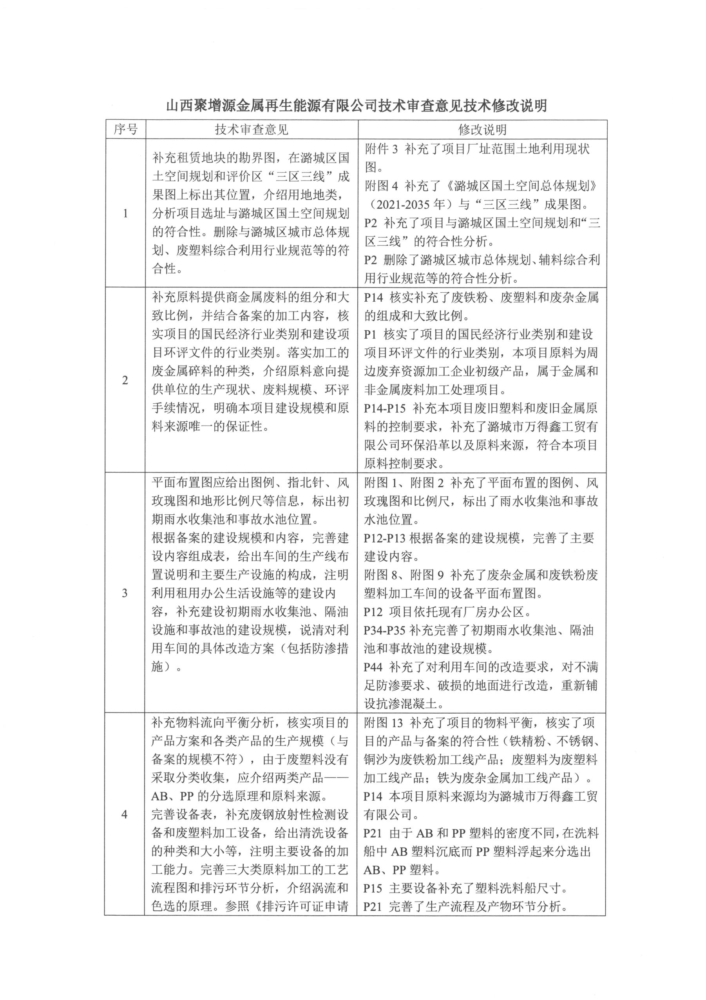 山西聚增源金属再生能源有限公司技术审查意见技术修改说明
序号
技术审查意见
修改说明
1
补充租赁地块的勘界图，在潞城区国
土空间规划和评价区“三区三线”成
果图上标出其位置，介绍用地地类，
分析项目选址与潞城区国土空间规划
的符合性。删除与潞城区城市总体规
划、废塑料综合利用行业规范等的符
合性。
附件 3 补充了项目厂址范围土地利用现状
图。
附图 4 补充了《潞城区国土空间总体规划》
（2021-2035 年）与“三区三线”成果图。
P2 补充了项目与潞城区国土空间规划和“三
区三线”的符合性分析。
P2 删除了潞城区城市总体规划、辅料综合利
用行业规范等的符合性分析。
2
补充原料提供商金属废料的组分和大
致比例，并结合备案的加工内容，核
实项目的国民经济行业类别和建设项
目环评文件的行业类别。落实加工的
废金属碎料的种类，介绍原料意向提
供单位的生产现状、废料规模、环评
手续情况，明确本项目建设规模和原
料来源唯一的保证性。
P14 核实补充了废铁粉、废塑料和废杂金属
的组成和大致比例。
P1 核实了项目的国民经济行业类别和建设
项目环评文件的行业类别，本项目原料为周
边废弃资源加工企业初级产品，属于金属和
非金属废料加工处理项目。
P14-P15 补充本项目废旧塑料和废旧金属原
料的控制要求，补充了潞城市万得鑫工贸有
限公司环保沿革以及原料来源，符合本项目
原料控制要求。
3
平面布置图应给出图例、指北针、风
玫瑰图和地形比例尺等信息，标出初
期雨水收集池和事故水池位置。
根据备案的建设规模和内容，完善建
设内容组成表，给出车间的生产线布
置说明和主要生产设施的构成，注明
利用租用办公生活设施等的建设内
容，补充建设初期雨水收集池、隔油
设施和事故池的建设规模，说清对利
用车间的具体改造方案（包括防渗措
施）。
附图 1、附图 2 补充了平面布置的图例、风
玫瑰图和比例尺，标出了雨水收集池和事故
水池位置。
P12-P13 根据备案的建设规模，完善了主要
建设内容。
附图 8、附图 9 补充了废杂金属和废铁粉废
塑料加工车间的设备平面布置图。
P12 项目依托现有厂房办公区。
P34-P35 补充完善了初期雨水收集池、隔油
池和事故池的建设规模。
P44 补充了对利用车间的改造要求，对不满
足防渗要求、破损的地面进行改造，重新铺
设抗渗混凝土。
4
补充物料流向平衡分析，核实项目的
产品方案和各类产品的生产规模（与
备案的规模不符），由于废塑料没有
采取分类收集，应介绍两类产品——
AB、PP 的分选原理和原料来源。
完善设备表，补充废钢放射性检测设
备和废塑料加工设备，给出清洗设备
的种类和大小等，注明主要设备的加
工能力。完善三大类原料加工的工艺
流程图和排污环节分析，介绍涡流和
色选的原理。参照《排污许可证申请
附图 13 补充了项目的物料平衡，核实了项
目的产品与备案的符合性（铁精粉、不锈钢、
铜沙为废铁粉加工线产品；废塑料为废塑料
加工线产品；铁为废杂金属加工线产品）。
P14 本项目原料来源均为潞城市万得鑫工贸
有限公司。
P21 由于 AB 和 PP 塑料的密度不同，在洗料
船中 AB 塑料沉底而 PP 塑料浮起来分选出
AB、PP 塑料。
P15 主要设备补充了塑料洗料船尺寸。
P21 完善了生产流程及产物环节分析。